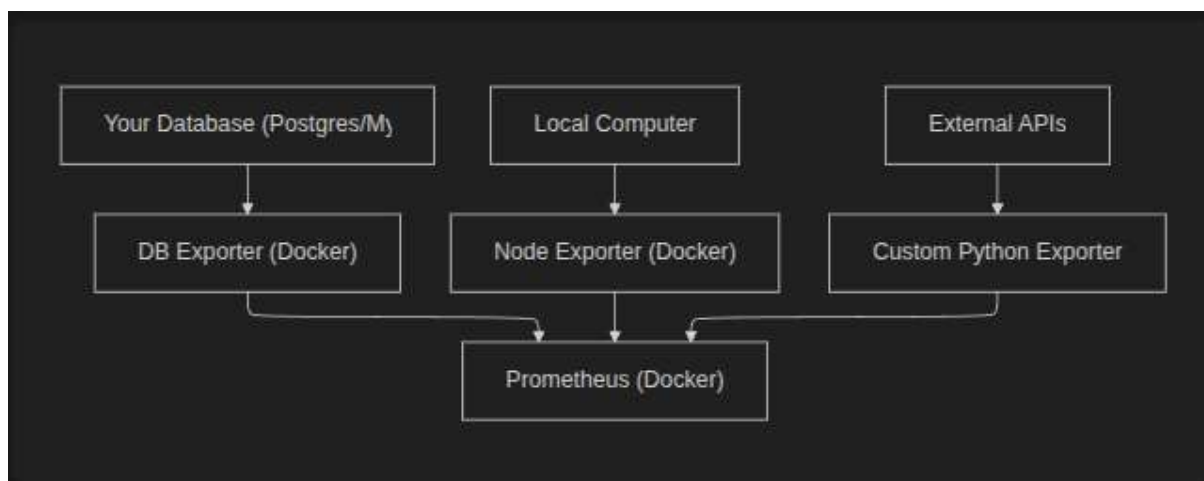 Your Database (Postgres/My
Local Computer
External APIs
DB Exporter (Docker)
Node Exporter (Docker)
Custom Python Exporter
Prometheus (Docker)